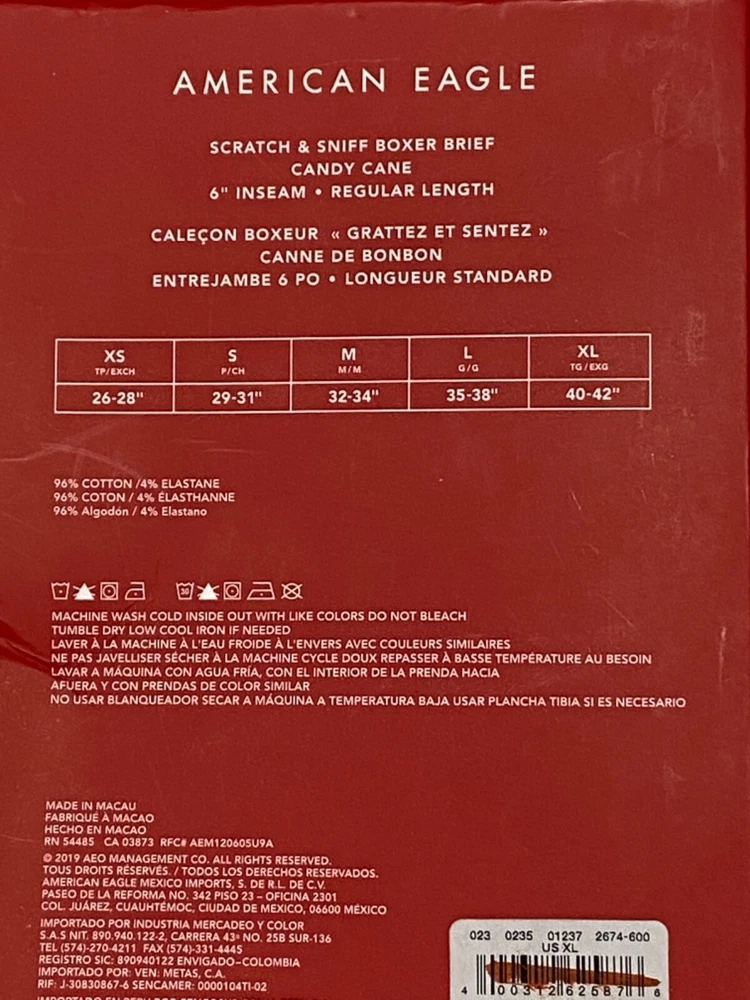 AMERICAN EAGLE
SCRATCH & SNIFF BOXER BRIEF
CANDY CANE
6" INSEAM • REGULAR LENGTH
CALEÇON BOXEUR « GRATTEZ ET SENTEZ »
CANNE DE BONBON
ENTREJAMBE 6 PO • LONGUEUR STANDARD
XS S M L XL
TP/EXCH P/CH M/M G/G TG/EXG
26-28" 29-31" 32-34" 35-38" 40-42"
96% COTTON /4% ELASTANE
96% COTON / 4% ÉLASTHANNE
96% Algodón / 4% Elastano
30
MACHINE WASH COLD INSIDE OUT WITH LIKE COLORS DO NOT BLEACH
TUMBLE DRY LOW COOL IRON IF NEEDED
LAVER À LA MACHINE À L'EAU FROIDE À L'ENVERS AVEC COULEURS SIMILAIRES
NE PAS JAVELLISER SÉCHER À LA MACHINE CYCLE DOUX REPASSER À BASSE TEMPÉRATURE AU BESOIN
LAVAR A MÁQUINA CON AGUA FRÍA, CON EL INTERIOR DE LA PRENDA HACIA
AFUERA Y CON PRENDAS DE COLOR SIMILAR
NO USAR BLANQUEADOR SECAR A MÁQUINA A TEMPERATURA BAJA USAR PLANCHA TIBIA SI ES NECESARIO
MADE IN MACAU
FABRIQUÉ À MACAO
HECHO EN MACAO
RN 54485 CA 03873 RFC# AEM120605U9A
© 2019 AEO MANAGEMENT CO. ALL RIGHTS RESERVED.
TOUS DROITS RÉSERVÉS. / TODOS LOS DERECHOS RESERVADOS.
AMERICAN EAGLE MEXICO IMPORTS, S. DE R.L. DE C.V.
PASEO DE LA REFORMA NO. 342 PISO 23 – OFICINA 2301
COL. JUÁREZ, CUAUHTÉMOC, CIUDAD DE MEXICO, 06600 MÉXICO
IMPORTADO POR INDUSTRIA MERCADEO Y COLOR
S.A.S NIT. 890.940.122-2, CARRERA 43ª NO. 25B SUR-136
TEL (574)-270-4211 FAX (574)-331-4445
REGISTRO SIC: 890940122 ENVIGADO–COLOMBIA
IMPORTADO POR: VEN: METAS, C.A.
RIF: J-30830867-6 SENCAMER: 0000104TI-02
023 0235 01237 2674-600
US XL
4 00312 62587 6